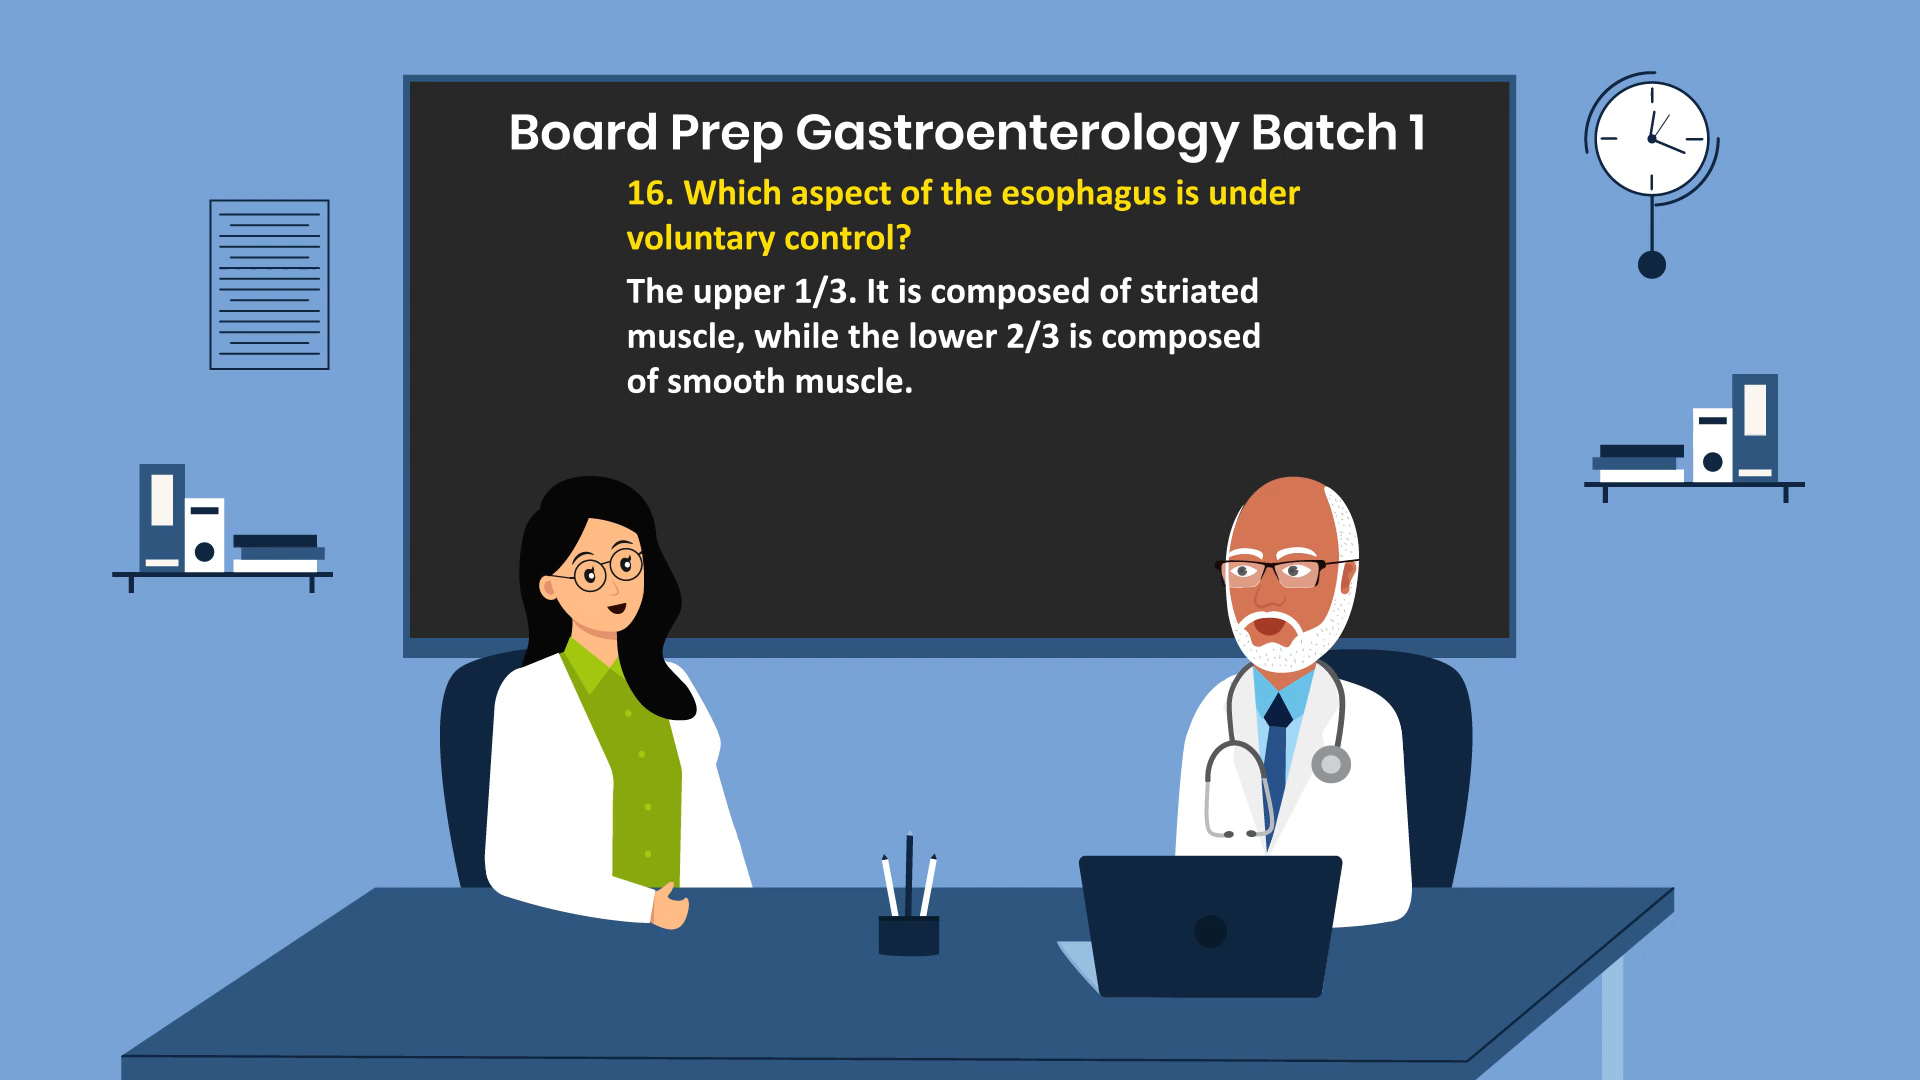 Board Prep Gastroenterology Batch 1
16. Which aspect of the esophagus is under
voluntary control?
The upper 1/3. It is composed of striated
muscle, while the lower 2/3 is composed
of smooth muscle.